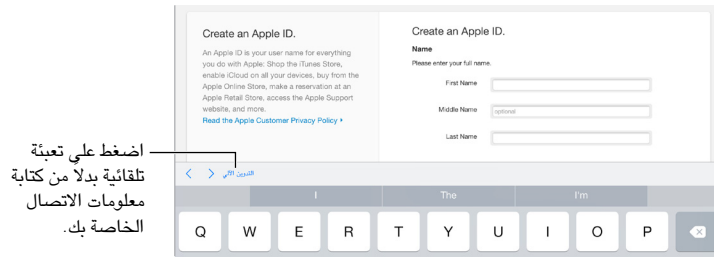 Create an Apple ID.
An Apple ID is your user name for everything
you do with Apple: Shop the iTunes Store,
enable iCloud on all your devices, buy from the
Apple Online Store, make a reservation at an
Apple Retail Store, access the Apple Support
website, and more.
Read the Apple Customer Privacy Policy
Create an Apple ID.
Name
Please enter your full name.
First Name
Middle Name
optional
Last Name
اضغط على تعبئة
تلقائية بدلاً من كتابة
معلومات الاتصال
الخاصة بك.
التدوين الآلي
I The I'm
Q W E R T Y U I O P